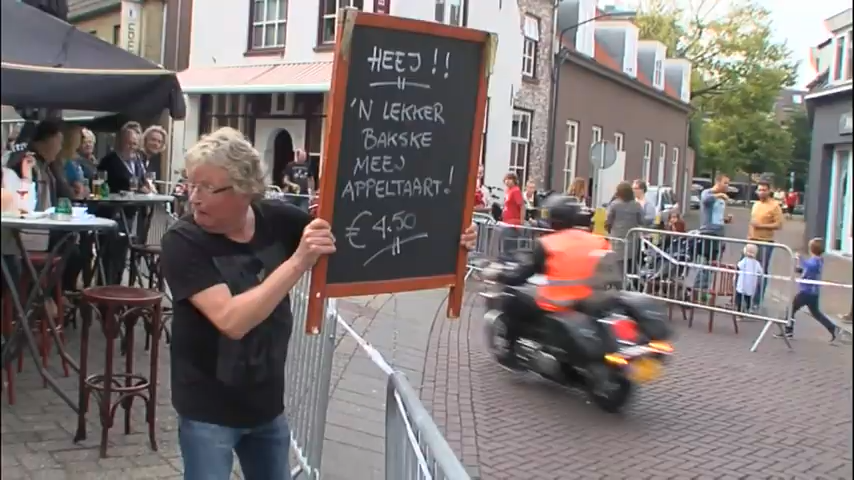 HEEJ !!
'N LEKKER
BAKSKE
MEEJ
APPELTAART!
€4,50